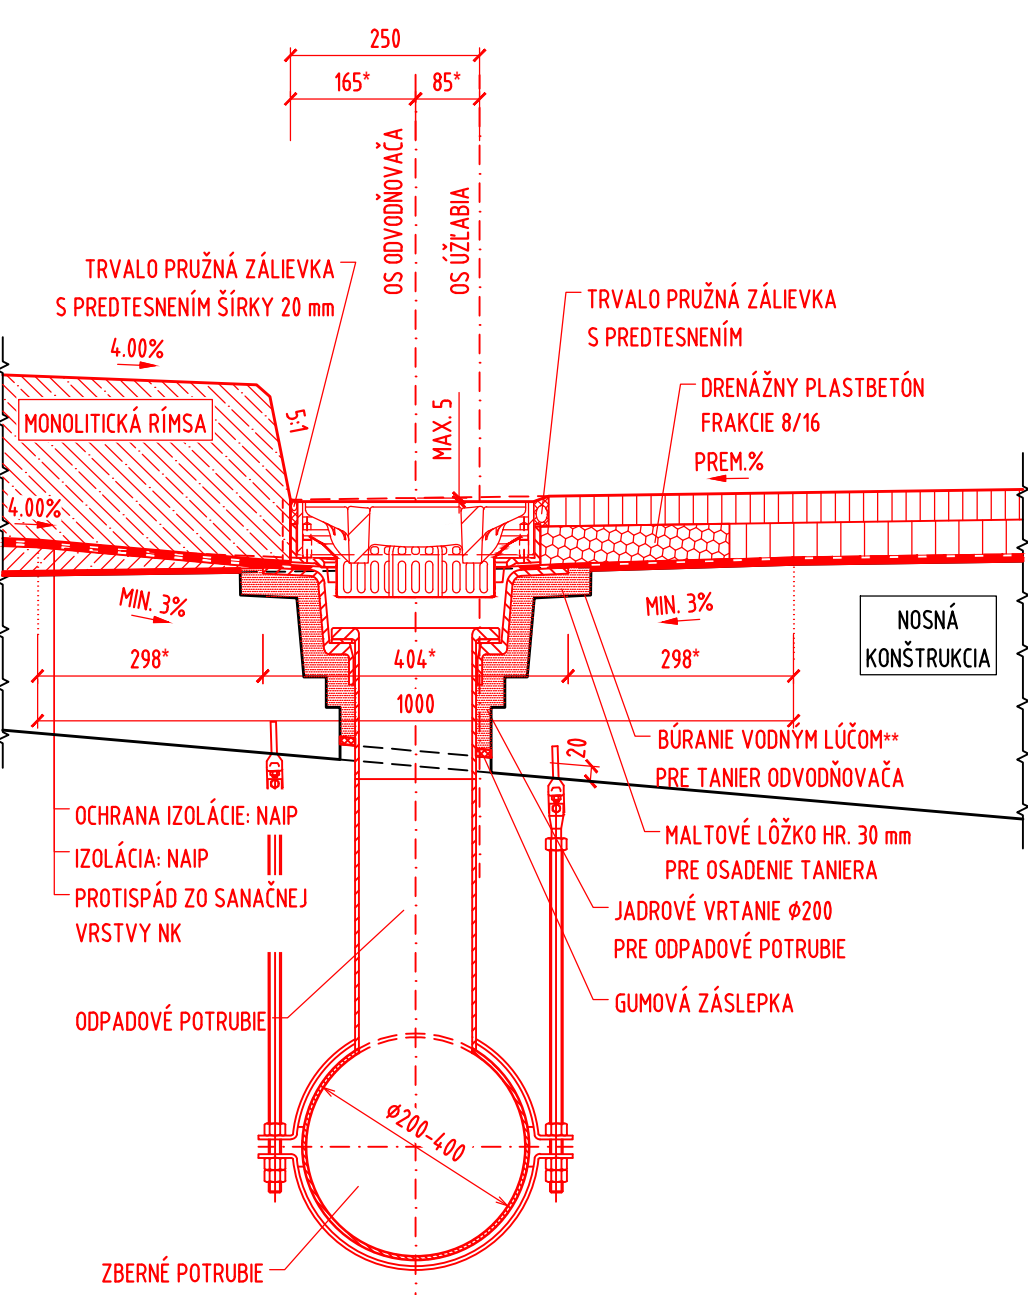 250
165*
85*
OS ODVODŇOVAČA
OS ÚŽĽABIA
TRVALO PRUŽNÁ ZÁLIEVKA
S PREDTESNENÍM ŠÍRKY 20 mm
TRVALO PRUŽNÁ ZÁLIEVKA
S PREDTESNENÍM
4.00%
MONOLITICKÁ RÍMSA
5:1
MAX. 5
DRENÁŽNY PLASTBETÓN
FRAKCIE 8/16
PREM.%
4.00%
MIN. 3%
MIN. 3%
NOSNÁ
KONŠTRUKCIA
298*
404*
298*
1000
20
BÚRANIE VODNÝM LÚČOM**
PRE TANIER ODVODŇOVAČA
OCHRANA IZOLÁCIE: NAIP
IZOLÁCIA: NAIP
PROTISPÁD ZO SANAČNEJ
VRSTVY NK
MALTOVÉ LÔŽKO HR. 30 mm
PRE OSADENIE TANIERA
JADROVÉ VRTANIE Ø200
PRE ODPADOVÉ POTRUBIE
GUMOVÁ ZÁSLEPKA
ODPADOVÉ POTRUBIE
Ø200-400
ZBERNÉ POTRUBIE